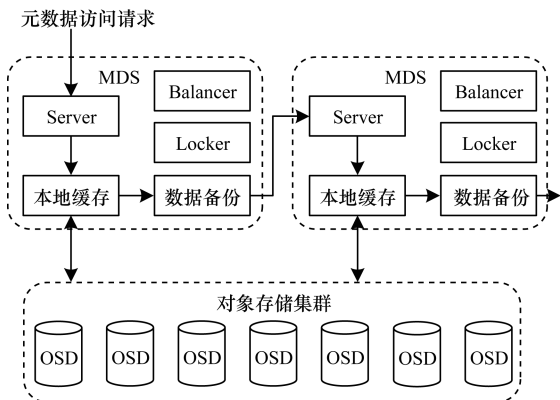 元数据访问请求
MDS
Balancer
Server
Locker
本地缓存
数据备份
MDS
Balancer
Server
Locker
本地缓存
数据备份
对象存储集群
OSD
OSD
OSD
OSD
OSD
OSD
OSD